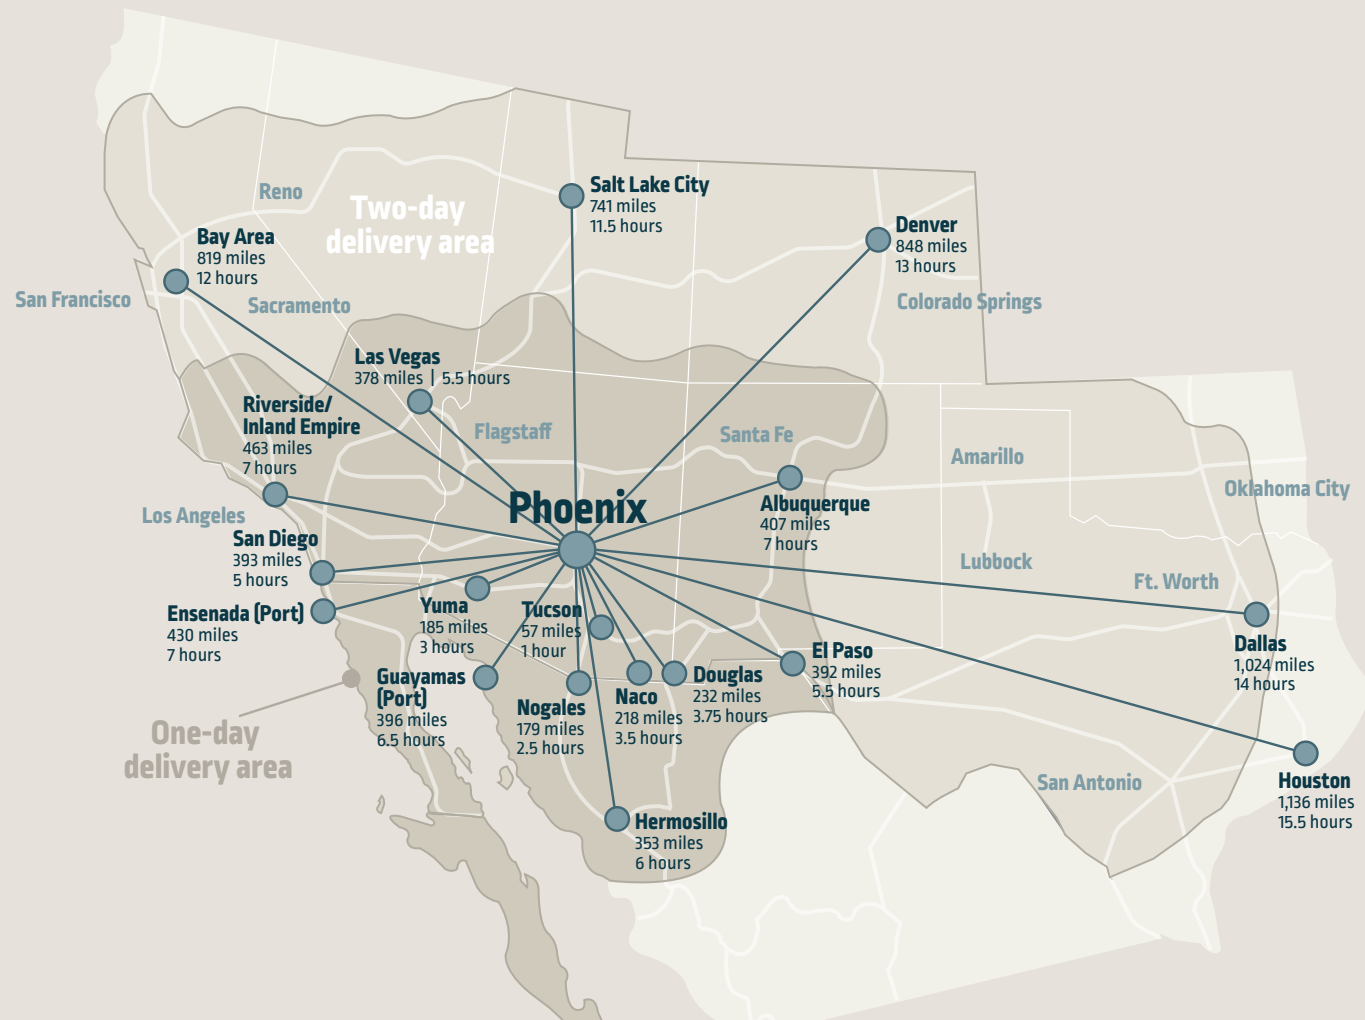 Salt Lake City
741 miles
11.5 hours
Reno
Two-day
delivery area
Denver
848 miles
13 hours
Bay Area
819 miles
12 hours
San Francisco
Sacramento
Colorado Springs
Las Vegas
378 miles | 5.5 hours
Riverside/
Inland Empire
463 miles
7 hours
Flagstaff
Santa Fe
Amarillo
Oklahoma City
Phoenix
Albuquerque
407 miles
7 hours
Los Angeles
San Diego
393 miles
5 hours
Lubbock
Ft. Worth
Ensenada (Port)
430 miles
7 hours
Yuma
185 miles
3 hours
Tucson
57 miles
1 hour
El Paso
392 miles
5.5 hours
Dallas
1,024 miles
14 hours
Guayamas
(Port)
396 miles
6.5 hours
Nogales
179 miles
2.5 hours
Naco
218 miles
3.5 hours
Douglas
232 miles
3.75 hours
One-day
delivery area
San Antonio
Houston
1,136 miles
15.5 hours
Hermosillo
353 miles
6 hours